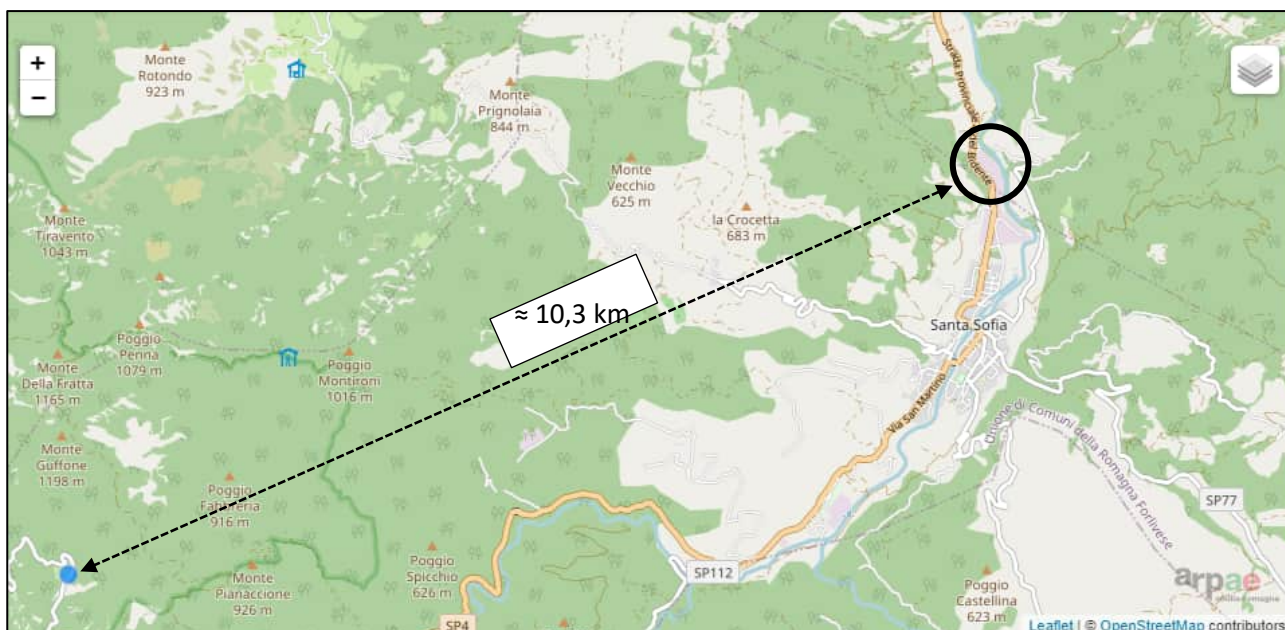 +
−
Monte
Rotondo
923 m
Monte
Prignolaia
844 m
Strada Provinciale
del Bidente
Monte
Vecchio
625 m
la Crocetta
683 m
Monte
Tiravento
1043 m
≈ 10,3 km
Santa Sofia
Poggio
Penna
1079 m
Monte
Della Fratta
1165 m
Poggio
Montironi
1016 m
Via San Martino
Unione di Comuni della Romagna Forlivese
Monte
Guffone
1198 m
Poggio
Fabbreria
916 m
SP77
Monte
Pianaccione
926 m
Poggio
Spicchio
626 m
SP112
Poggio
Castellina
623 m
SP4
arpae
emilia-romagna
Leaflet | © OpenStreetMap contributors